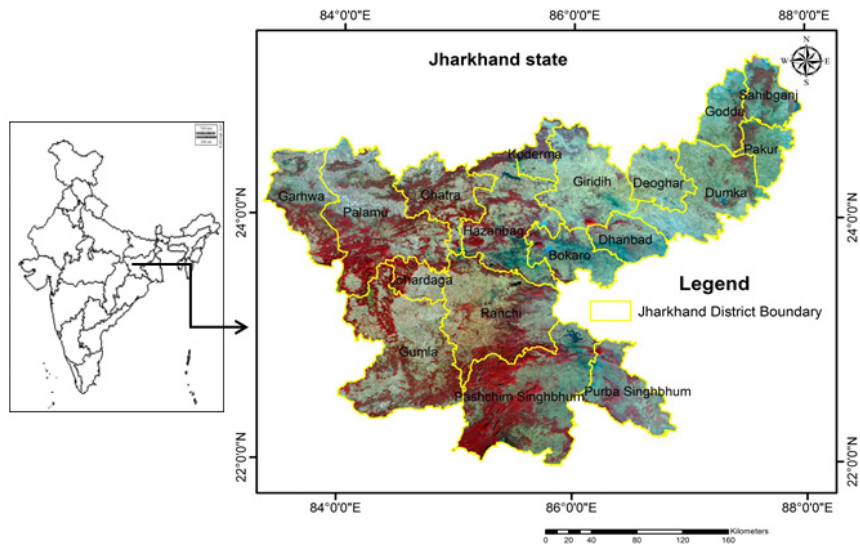 84°0'0"E
86°0'0"E
88°0'0"E
Jharkhand state
N
W
E
S
Sahibganj
Godda
Pakur
Kuderma
Giridih
Deoghar
Dumka
Garhwa
Palamu
Chatra
24°0'0"N
24°0'0"N
Hazaribag
Dhanbad
Bokaro
Legend
Lohardaga
Jharkhand District Boundary
Ranchi
Gumla
Pashchim Singhbhum
Purba Singhbhum
22°0'0"N
22°0'0"N
84°0'0"E
86°0'0"E
88°0'0"E
Kilometers
0 20 40 80 120 160